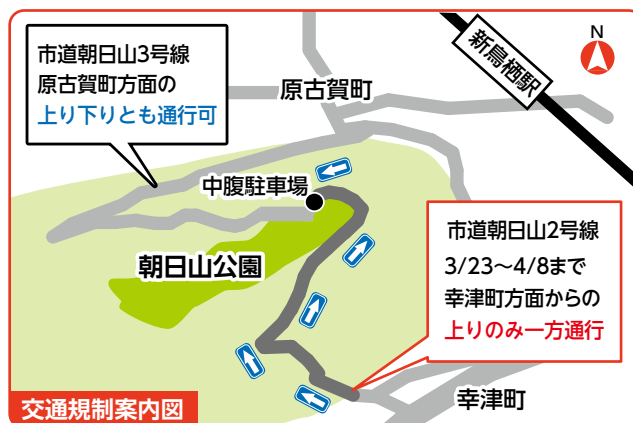 市道朝日山3号線
原古賀町方面の
上り下りとも通行可
原古賀町
新鳥栖駅
N
中腹駐車場
朝日山公園
市道朝日山2号線
3/23〜4/8まで
幸津町方面からの
上りのみ一方通行
幸津町
交通規制案内図